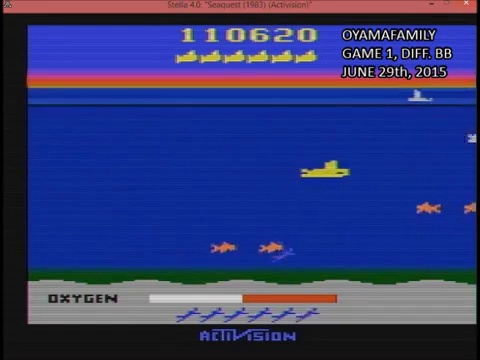 Stella 4.0: "Seaquest (1983) (Activision)"
110620
OYAMAFAMILY
GAME 1, DIFF. BB
JUNE 29th, 2015
OXYGEN
ACTIVISION